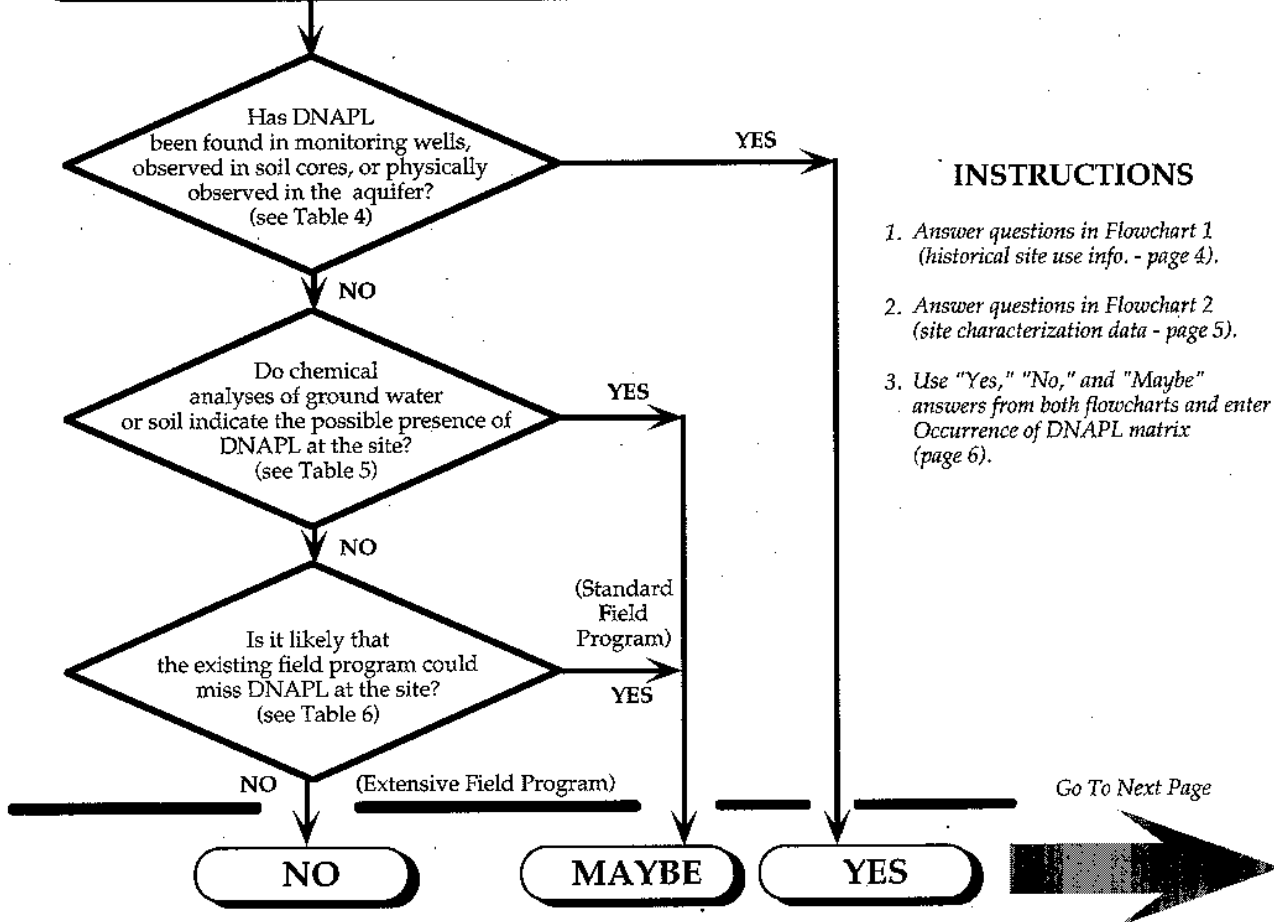 Has DNAPL
been found in monitoring wells,
observed in soil cores, or physically
observed in the aquifer?
(see Table 4)
YES
NO
Do chemical
analyses of ground water
or soil indicate the possible presence of
DNAPL at the site?
(see Table 5)
YES
NO
Is it likely that
the existing field program could
miss DNAPL at the site?
(see Table 6)
(Standard
Field
Program)
YES
NO
(Extensive Field Program)
NO
MAYBE
YES
INSTRUCTIONS
1. Answer questions in Flowchart 1
(historical site use info. - page 4).
2. Answer questions in Flowchart 2
(site characterization data - page 5).
3. Use "Yes," "No," and "Maybe"
answers from both flowcharts and enter
Occurrence of DNAPL matrix
(page 6).
Go To Next Page